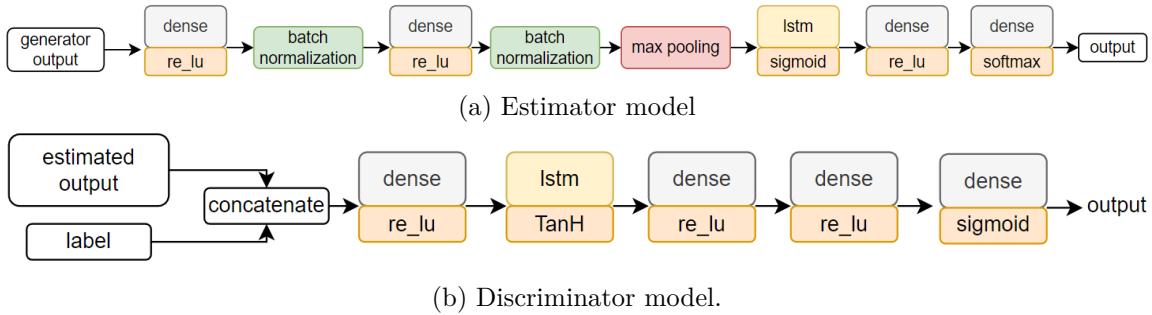 generator
output
dense
re_lu
batch
normalization
dense
re_lu
batch
normalization
max pooling
lstm
sigmoid
dense
re_lu
dense
softmax
output
(a) Estimator model
estimated
output
label
concatenate
dense
re_lu
lstm
TanH
dense
re_lu
dense
re_lu
dense
sigmoid
output
(b) Discriminator model.